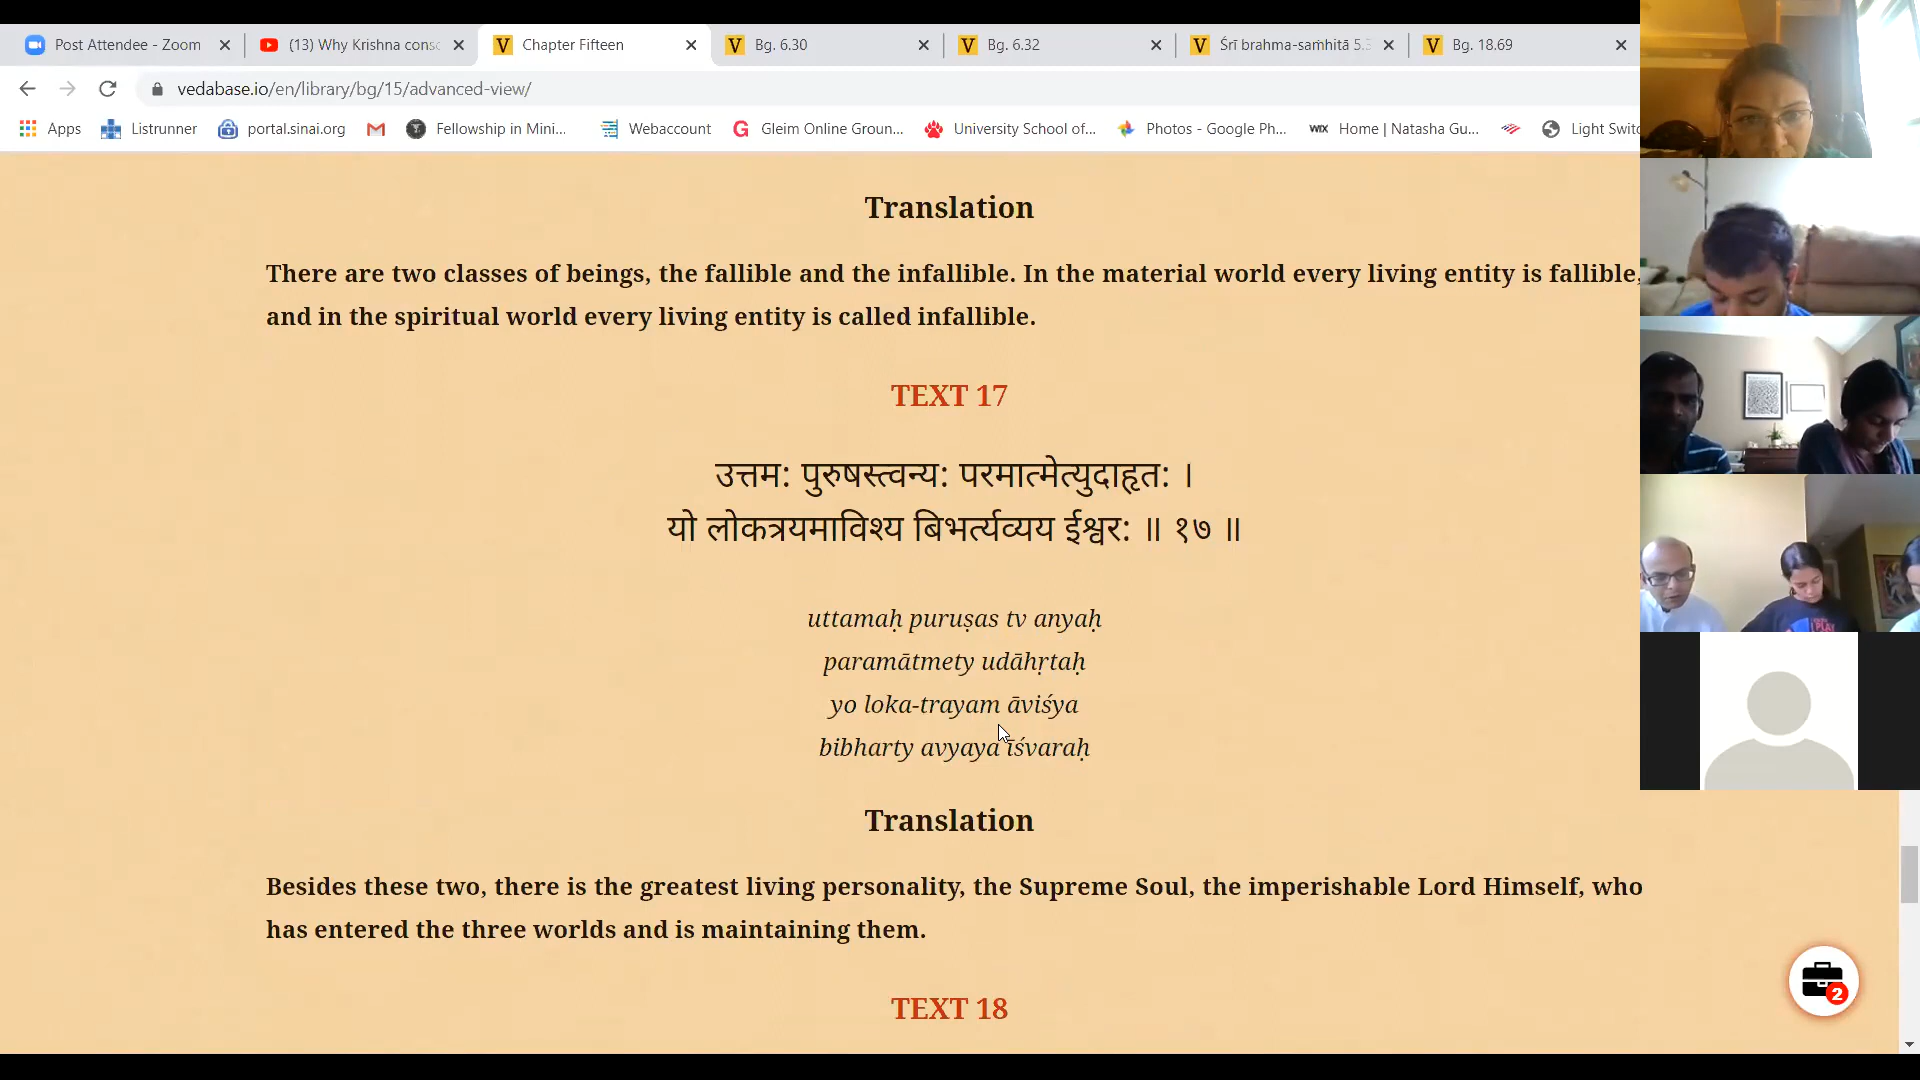 Post Attendee - Zoom
(13) Why Krishna cons
Chapter Fifteen
Bg. 6.30
Bg. 6.32
Śrī brahma-saṁhitā 5.3
Bg. 18.69
vedabase.io/en/library/bg/15/advanced-view/
Apps
Listrunner
portal.sinai.org
Fellowship in Mini...
Webaccount
Gleim Online Groun...
University School of...
Photos - Google Ph...
WIX
Home | Natasha Gu...
Light Switc
Translation
There are two classes of beings, the fallible and the infallible. In the material world every living entity is fallible,
and in the spiritual world every living entity is called infallible.
TEXT 17
उत्तम: पुरुषस्त्वन्य: परमात्मेत्युदाहृत: ।
यो लोकत्रयमाविश्य बिभर्त्यव्यय ईश्वर: ॥ १७ ॥
uttamaḥ puruṣas tv anyaḥ
paramātmety udāhṛtaḥ
yo loka-trayam āviśya
bibharty avyaya īśvaraḥ
Translation
Besides these two, there is the greatest living personality, the Supreme Soul, the imperishable Lord Himself, who
has entered the three worlds and is maintaining them.
2
TEXT 18